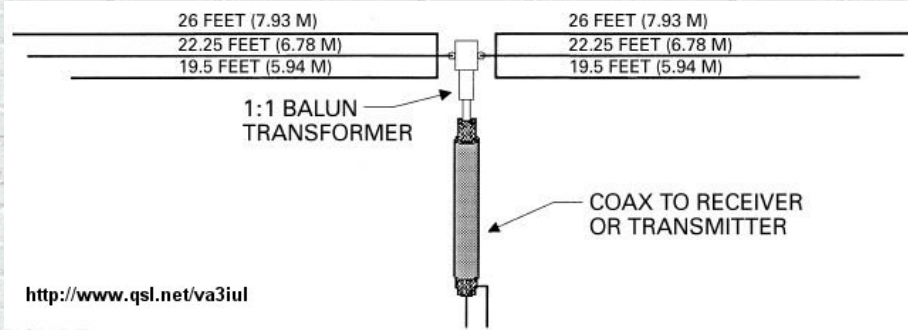 26 FEET (7.93 M)
26 FEET (7.93 M)
22.25 FEET (6.78 M)
22.25 FEET (6.78 M)
19.5 FEET (5.94 M)
19.5 FEET (5.94 M)
1:1 BALUN
TRANSFORMER
COAX TO RECEIVER
OR TRANSMITTER
http://www.qsl.net/va3iul